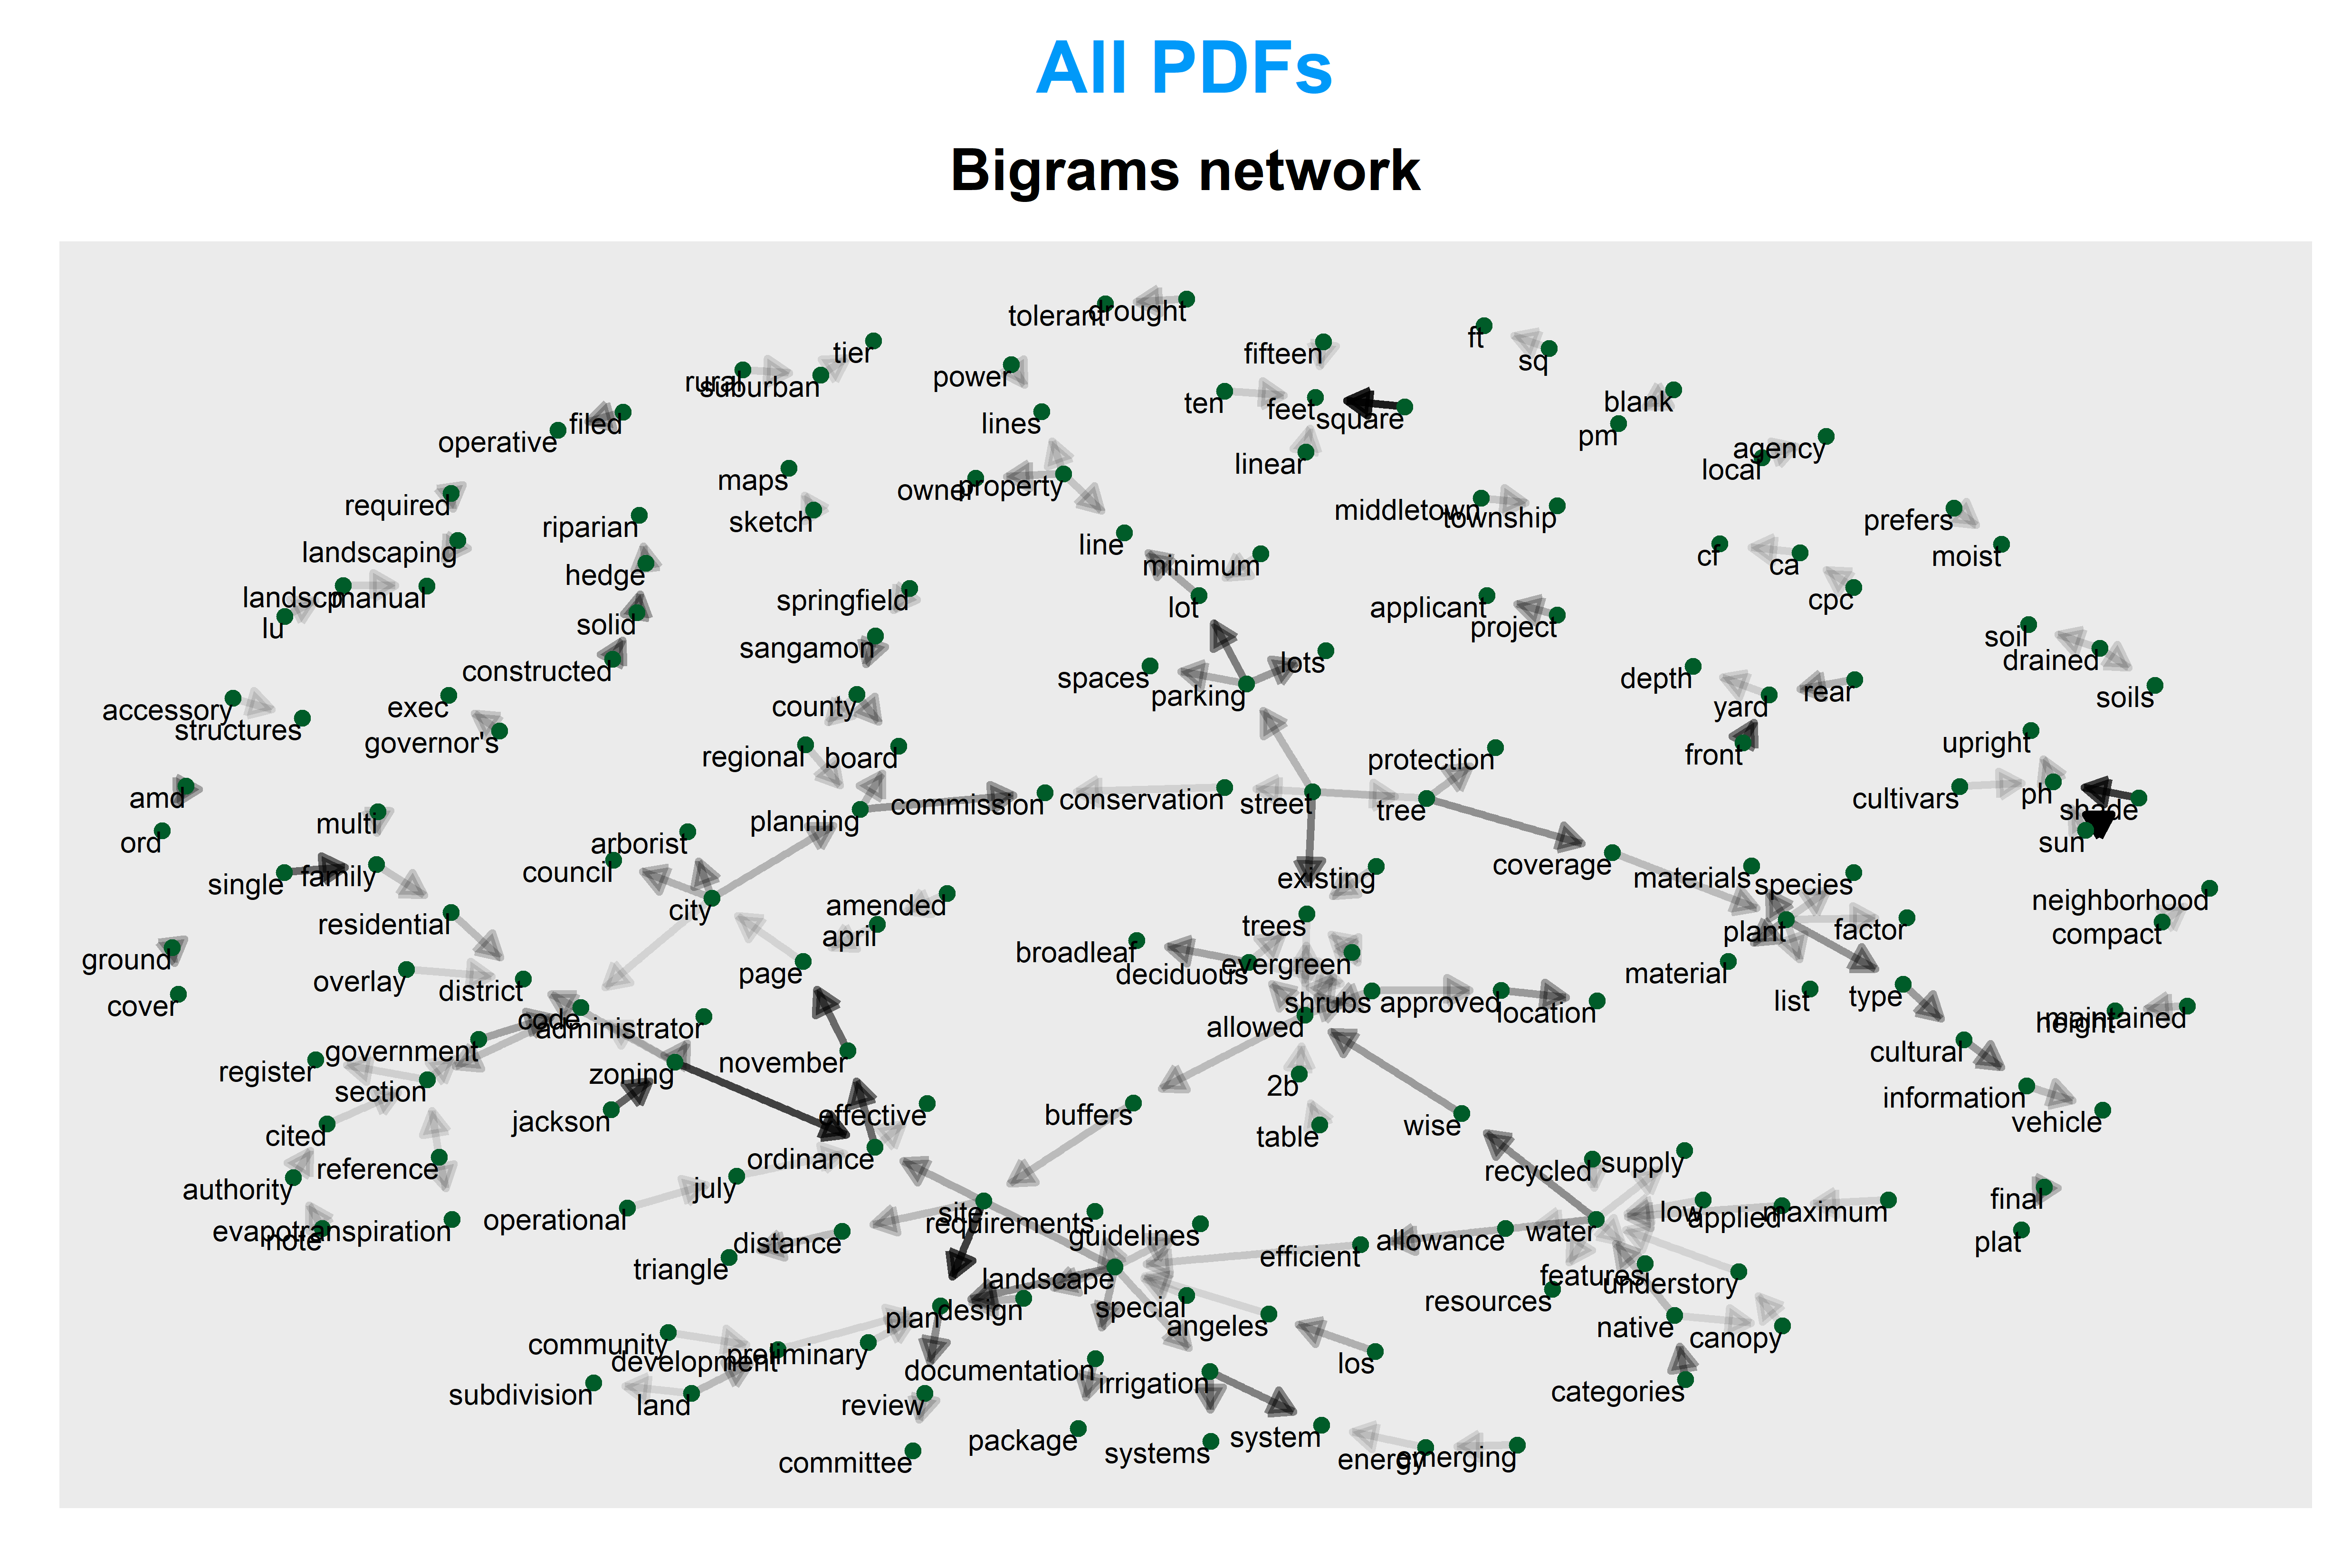 All PDFs
Bigrams network
tolerant
drought
tier
rural
suburban
power
fifteen
ft
sq
ten
feet
square
blank
pm
filed
operative
lines
linear
agency
local
maps
owner
property
required
sketch
middletown
township
prefers
moist
riparian
landscaping
line
minimum
cf
ca
hedge
landscp
manual
lu
springfield
lot
applicant
project
cpc
solid
sangamon
soil
drained
constructed
spaces
parking
lots
depth
yard
rear
soils
accessory
structures
exec
governor's
county
regional
board
protection
front
upright
amd
ord
multi
planning
commission
conservation
street
tree
cultivars
ph
shade
sun
arborist
council
single
family
city
existing
coverage
materials
species
neighborhood
compact
residential
amended
april
trees
plant
factor
ground
cover
overlay
district
page
broadleaf
deciduous
evergreen
material
list
type
shrubs
approved
location
code
administrator
allowed
height
maintained
government
register
section
zoning
november
cultural
2b
information
vehicle
jackson
effective
buffers
cited
table
wise
reference
ordinance
authority
july
recycled
supply
final
plat
evapotranspiration
note
operational
site
requirements
guidelines
low
applied
maximum
distance
triangle
efficient
allowance
water
landscape
features
understory
plan
design
special
angeles
resources
native
canopy
community
development
preliminary
documentation
irrigation
los
categories
subdivision
land
review
package
systems
system
energy
emerging
committee